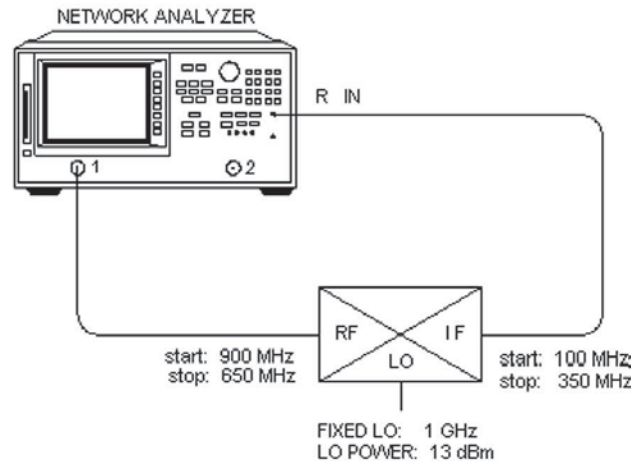 NETWORK ANALYZER
R IN
1
2
RF
IF
LO
start: 900 MHz
stop: 650 MHz
start: 100 MHz
stop: 350 MHz
FIXED LO: 1 GHz
LO POWER: 13 dBm